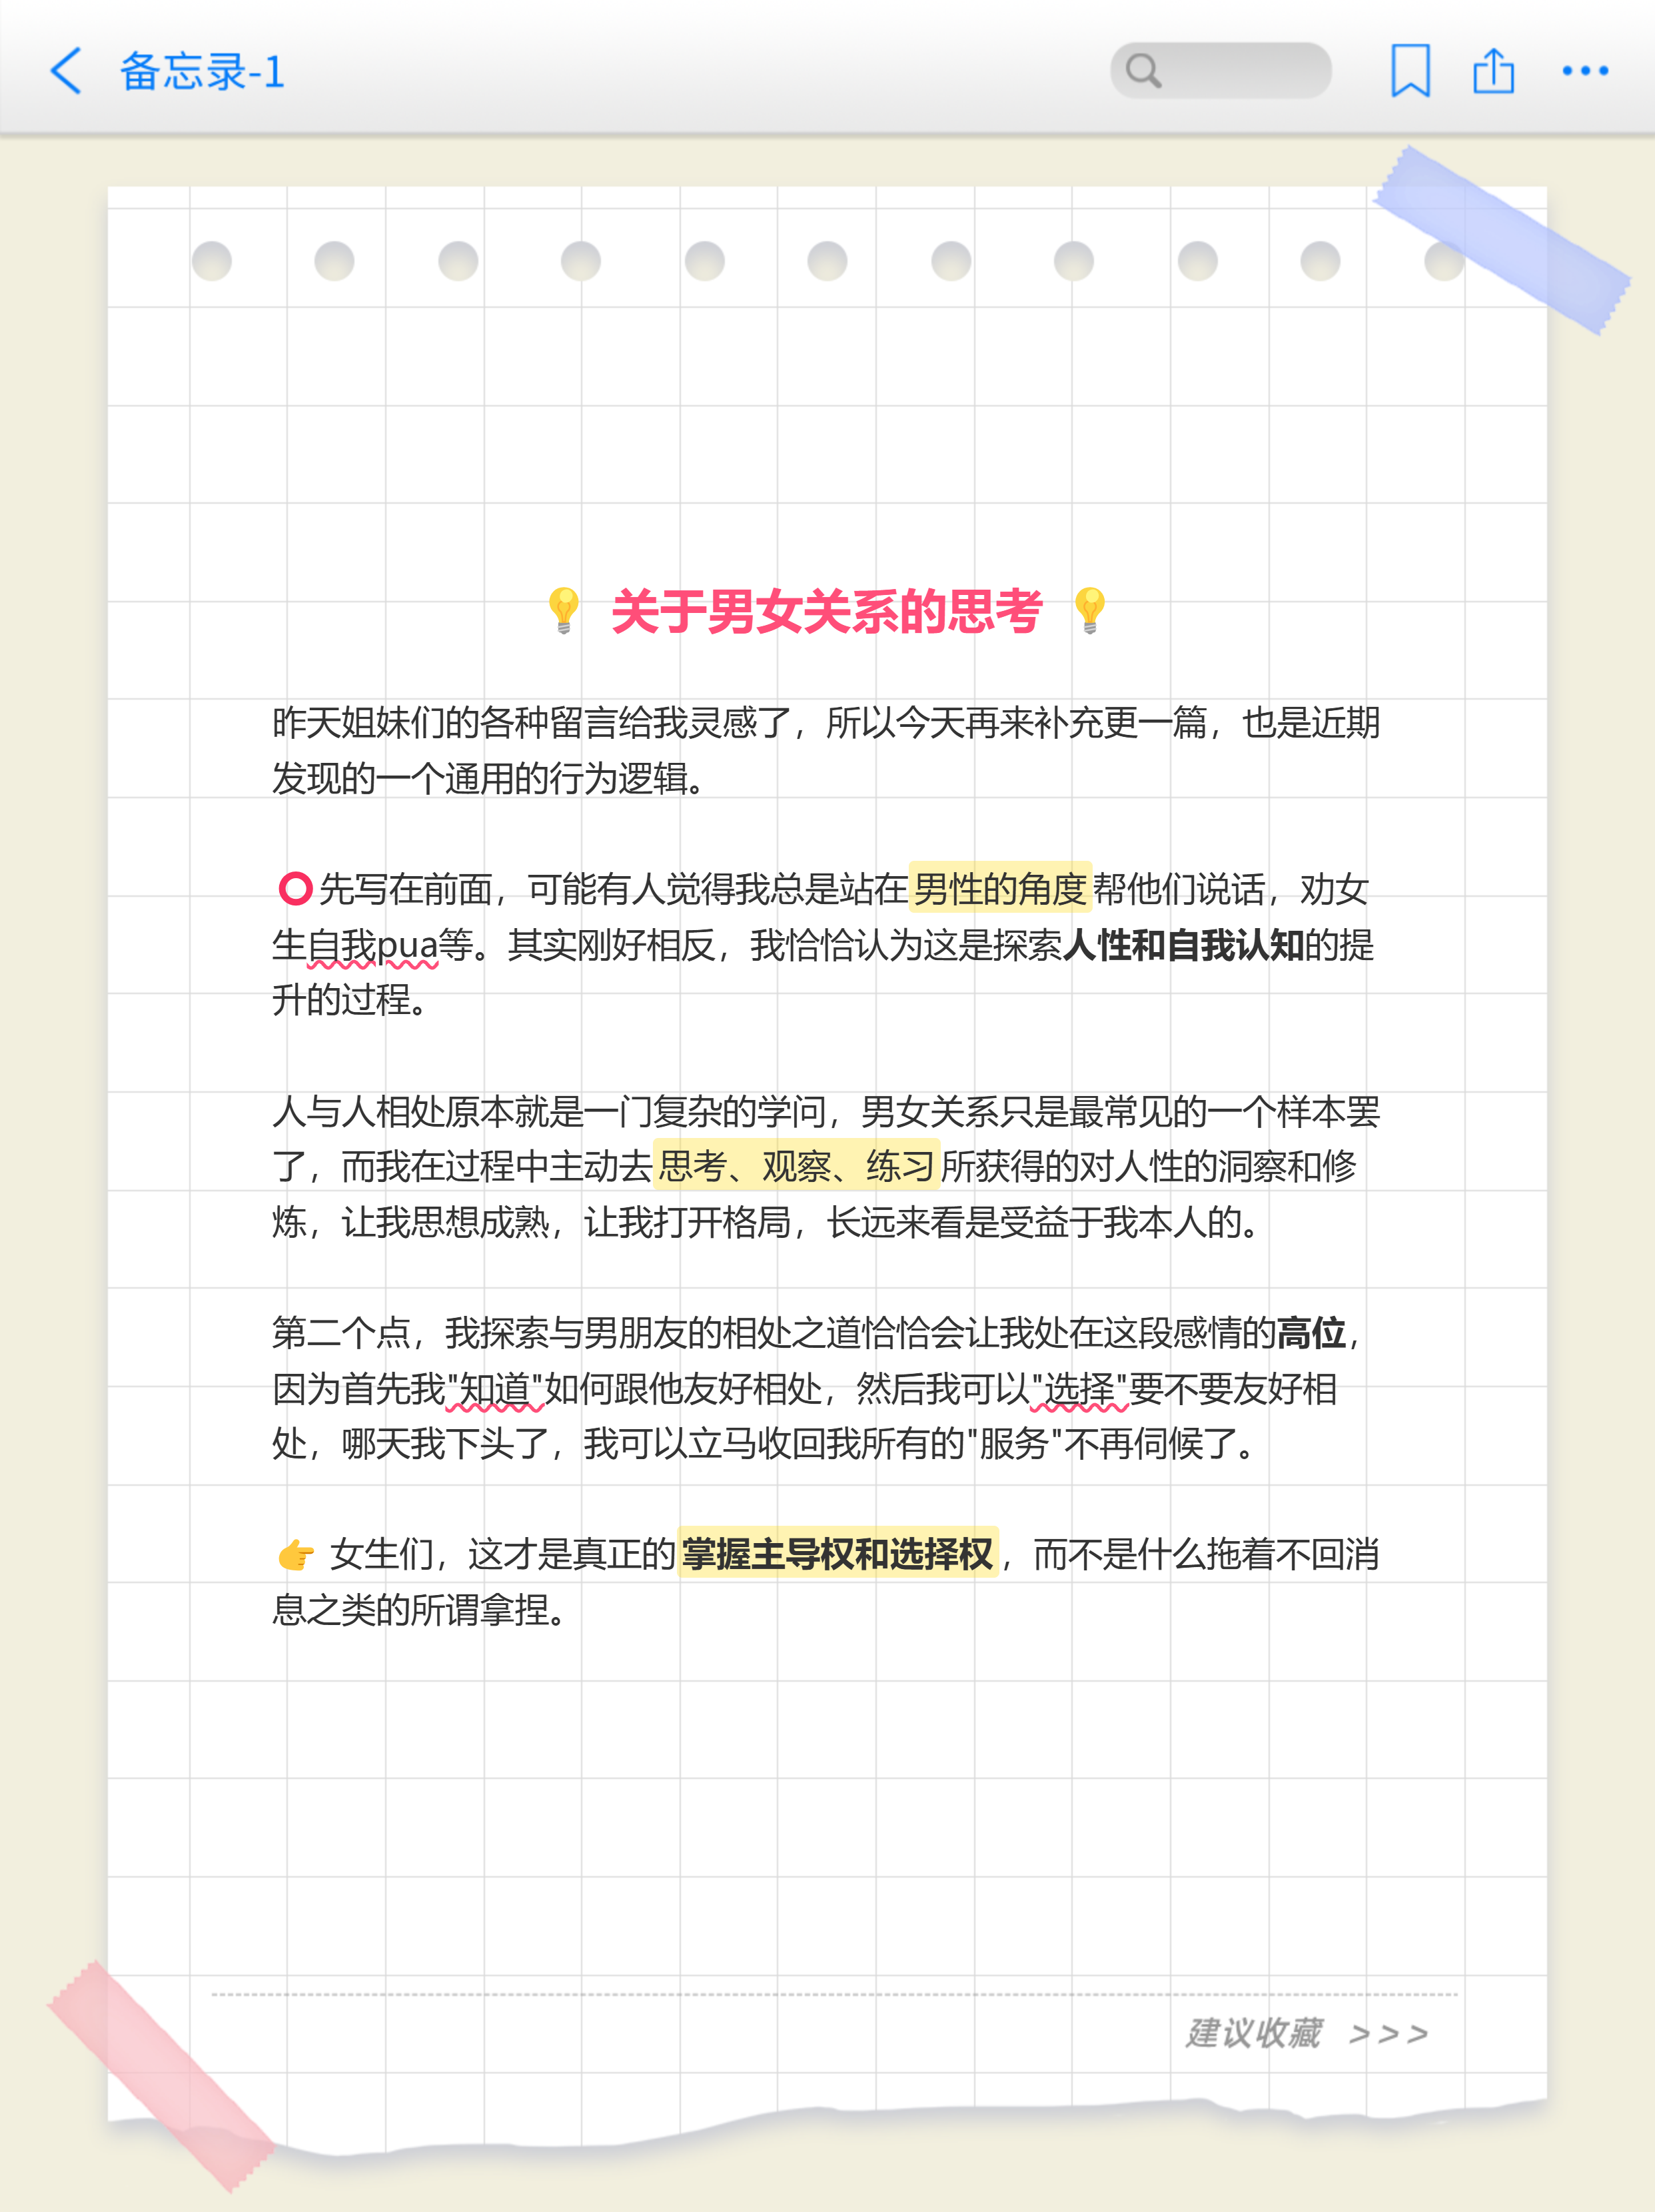 备忘录-1
💡 关于男女关系的思考 💡
昨天姐妹们的各种留言给我灵感了，所以今天再来补充更一篇，也是近期
发现的一个通用的行为逻辑。
⭕先写在前面，可能有人觉得我总是站在男性的角度帮他们说话，劝女
生自我pua等。其实刚好相反，我恰恰认为这是探索人性和自我认知的提
升的过程。
人与人相处原本就是一门复杂的学问，男女关系只是最常见的一个样本罢
了，而我在过程中主动去思考、观察、练习所获得的对人性的洞察和修
炼，让我思想成熟，让我打开格局，长远来看是受益于我本人的。
第二个点，我探索与男朋友的相处之道恰恰会让我处在这段感情的高位，
因为首先我"知道"如何跟他友好相处，然后我可以"选择"要不要友好相
处，哪天我下头了，我可以立马收回我所有的"服务"不再伺候了。
👉 女生们，这才是真正的掌握主导权和选择权，而不是什么拖着不回消
息之类的所谓拿捏。
建议收藏 >>>